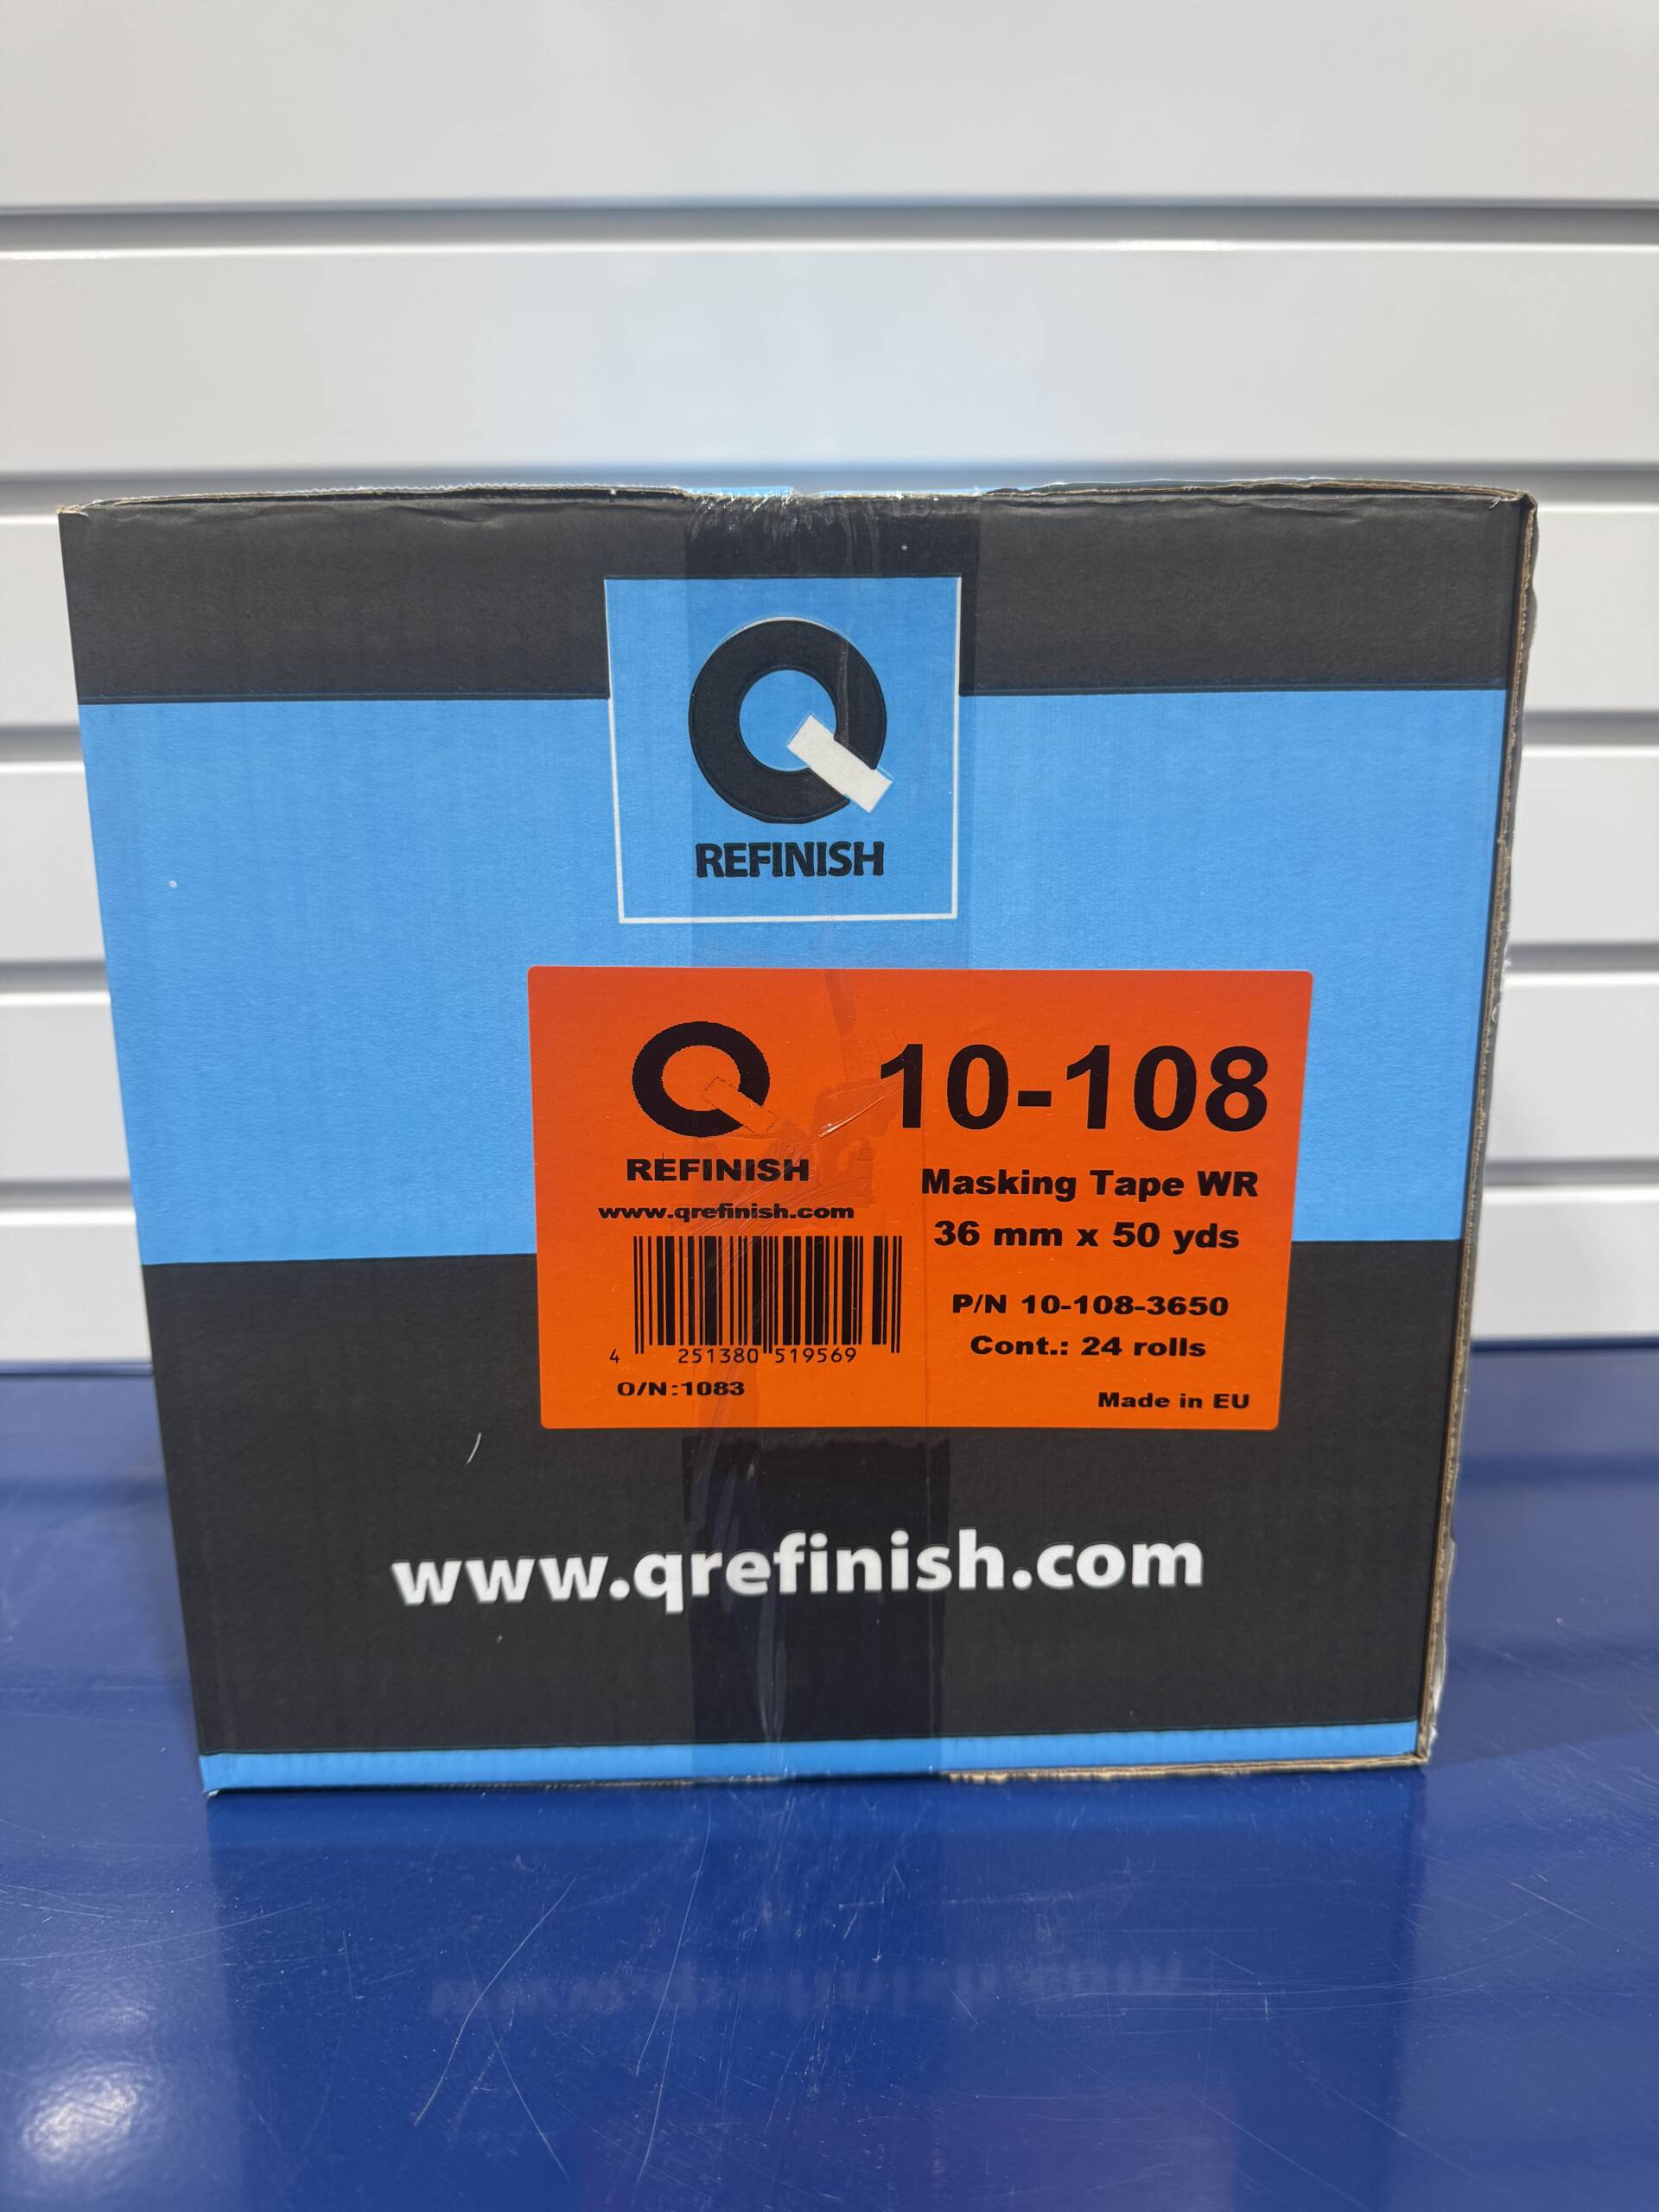 Q
REFINISH
Q
REFINISH
www.qrefinish.com
4 251380 519569
O/N:1083
10-108
Masking Tape WR
36 mm x 50 yds
P/N 10-108-3650
Cont.: 24 rolls
Made in EU
www.qrefinish.com